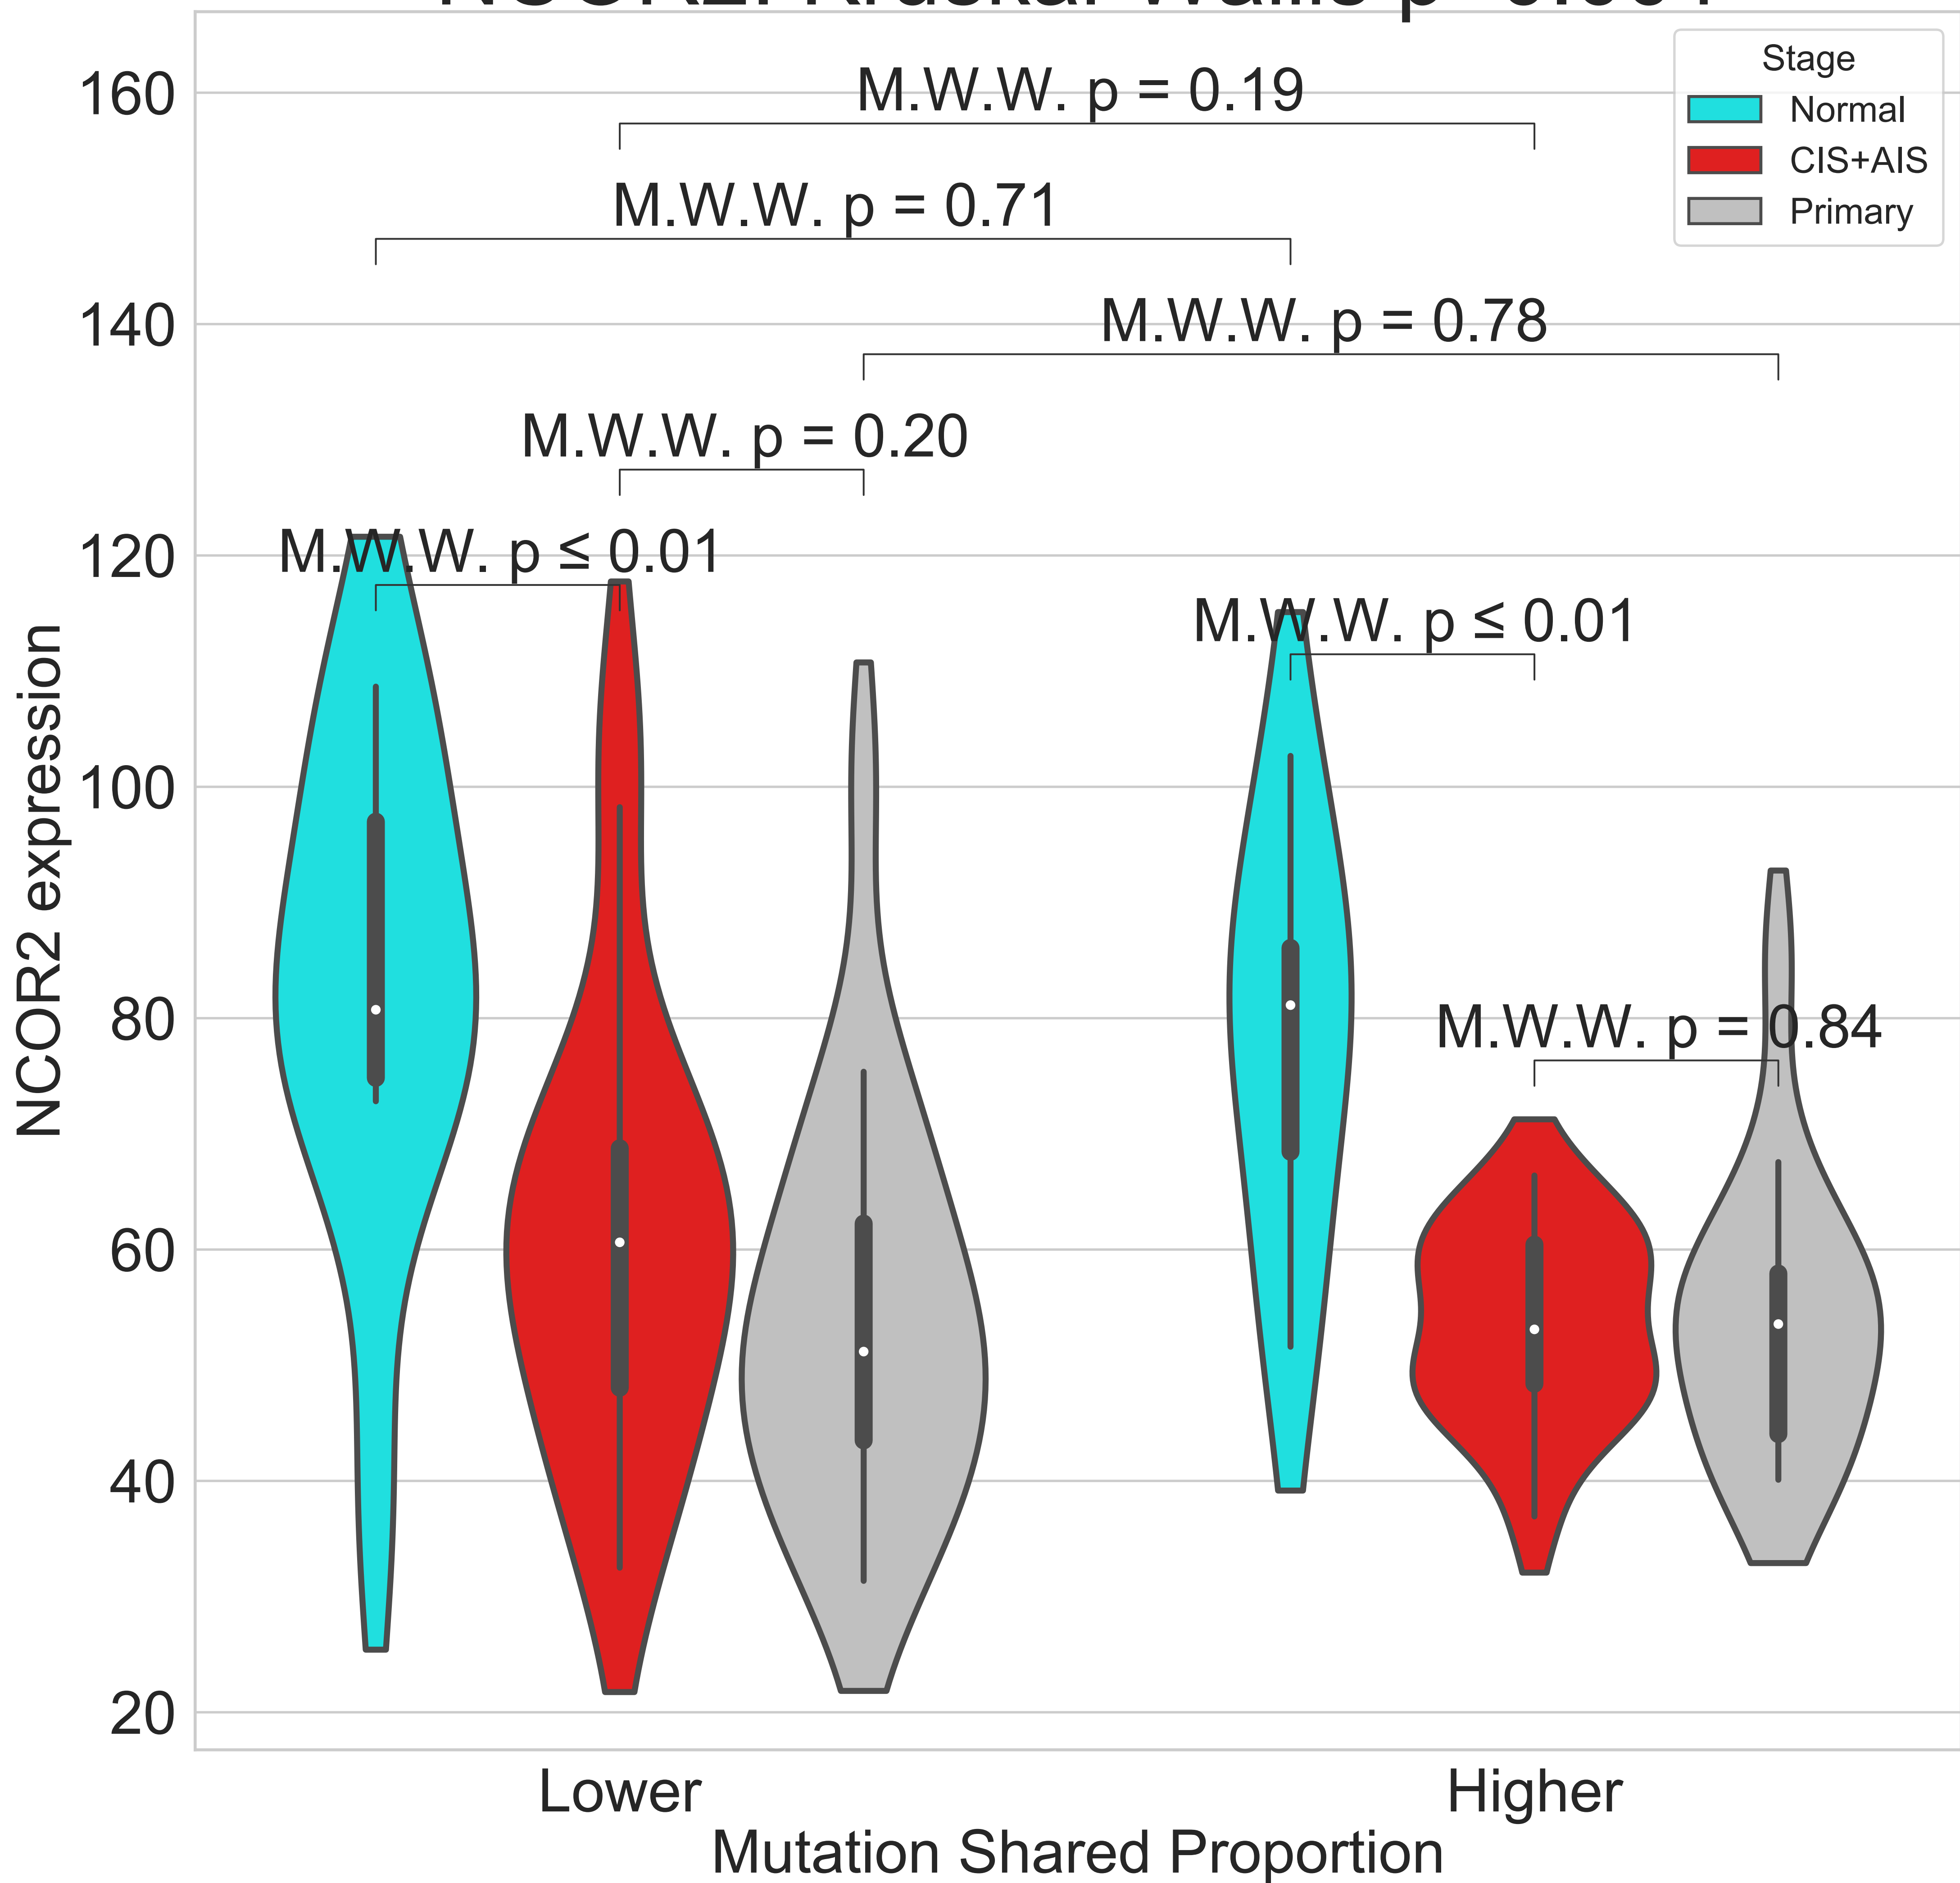 160
140
120
100
80
60
40
20
NCOR2 expression
M.W.W. p = 0.19
M.W.W. p = 0.71
M.W.W. p = 0.78
M.W.W. p = 0.20
M.W.W. p ≤ 0.01
M.W.W. p ≤ 0.01
M.W.W. p = 0.84
Stage
Normal
CIS+AIS
Primary
Lower
Higher
Mutation Shared Proportion